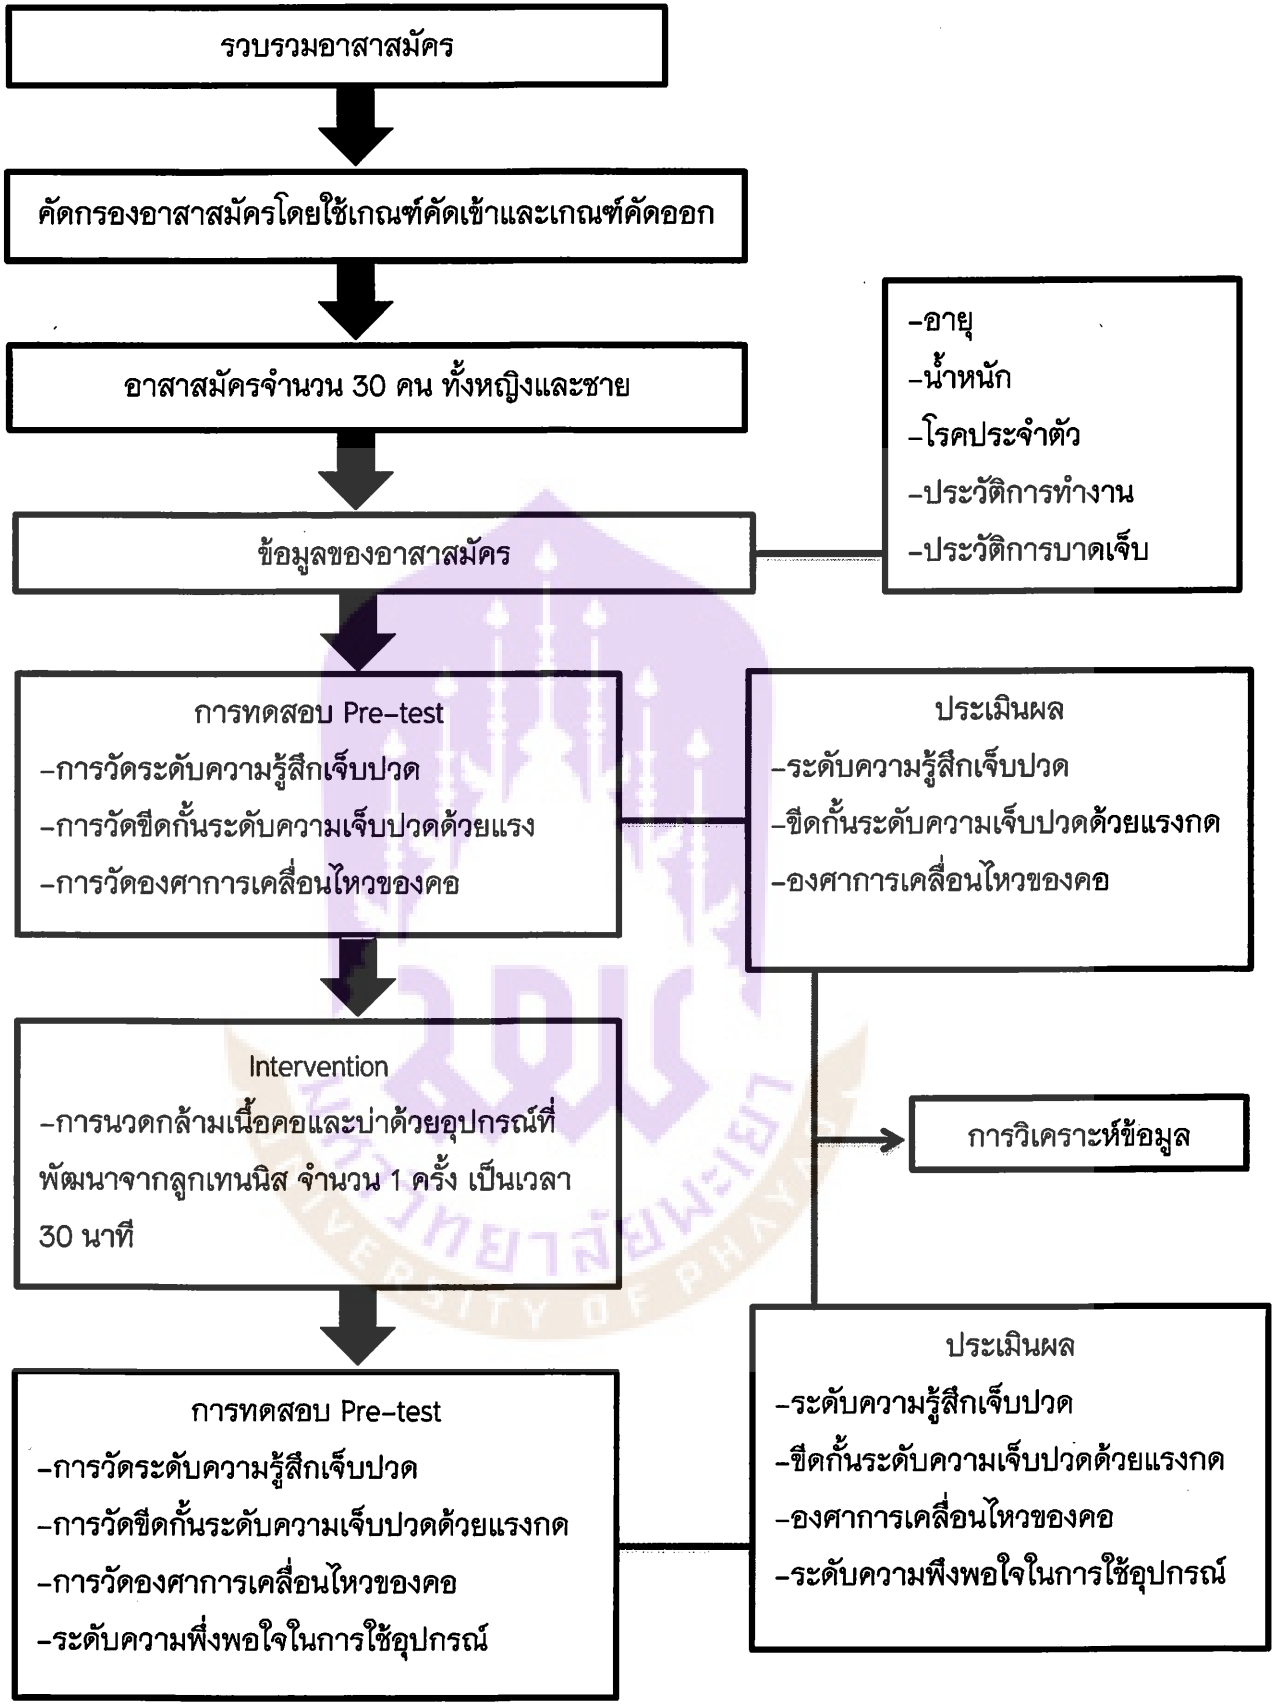 รวบรวมอาสาสมัคร
คัดกรองอาสาสมัครโดยใช้เกณฑ์คัดเข้าและเกณฑ์คัดออก
อาสาสมัครจำนวน 30 คน ทั้งหญิงและชาย
ข้อมูลของอาสาสมัคร
-อายุ
-น้ำหนัก
-โรคประจำตัว
-ประวัติการทำงาน
-ประวัติการบาดเจ็บ
การทดสอบ Pre-test
-การวัดระดับความรู้สึกเจ็บปวด
-การวัดขีดกั้นระดับความเจ็บปวดด้วยแรง
-การวัดองศาการเคลื่อนไหวของคอ
ประเมินผล
-ระดับความรู้สึกเจ็บปวด
-ขีดกั้นระดับความเจ็บปวดด้วยแรงกด
-องศาการเคลื่อนไหวของคอ
Intervention
-การนวดกล้ามเนื้อคอและบ่าด้วยอุปกรณ์ที่
พัฒนาจากลูกเทนนิส จำนวน 1 ครั้ง เป็นเวลา
30 นาที
การวิเคราะห์ข้อมูล
การทดสอบ Pre-test
-การวัดระดับความรู้สึกเจ็บปวด
-การวัดขีดกั้นระดับความเจ็บปวดด้วยแรงกด
-การวัดองศาการเคลื่อนไหวของคอ
-ระดับความพึ่งพอใจในการใช้อุปกรณ์
ประเมินผล
-ระดับความรู้สึกเจ็บปวด
-ขีดกั้นระดับความเจ็บปวดด้วยแรงกด
-องศาการเคลื่อนไหวของคอ
-ระดับความพึงพอใจในการใช้อุปกรณ์
มหาวิทยาลัยพะเยา
UNIVERSITY OF PHAYAO